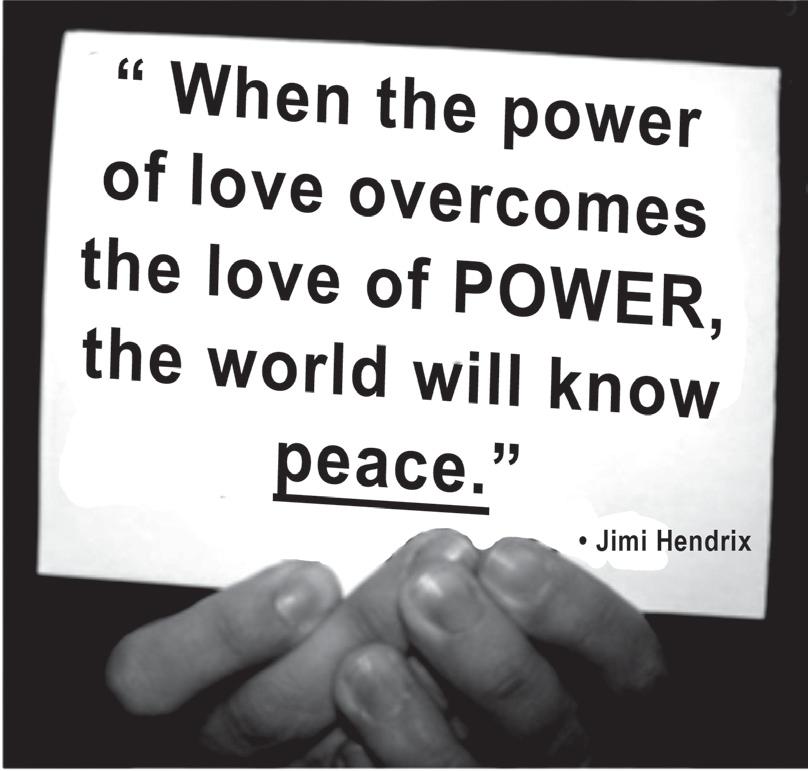 “ When the power
of love overcomes
the love of POWER,
the world will know
peace.”
• Jimi Hendrix